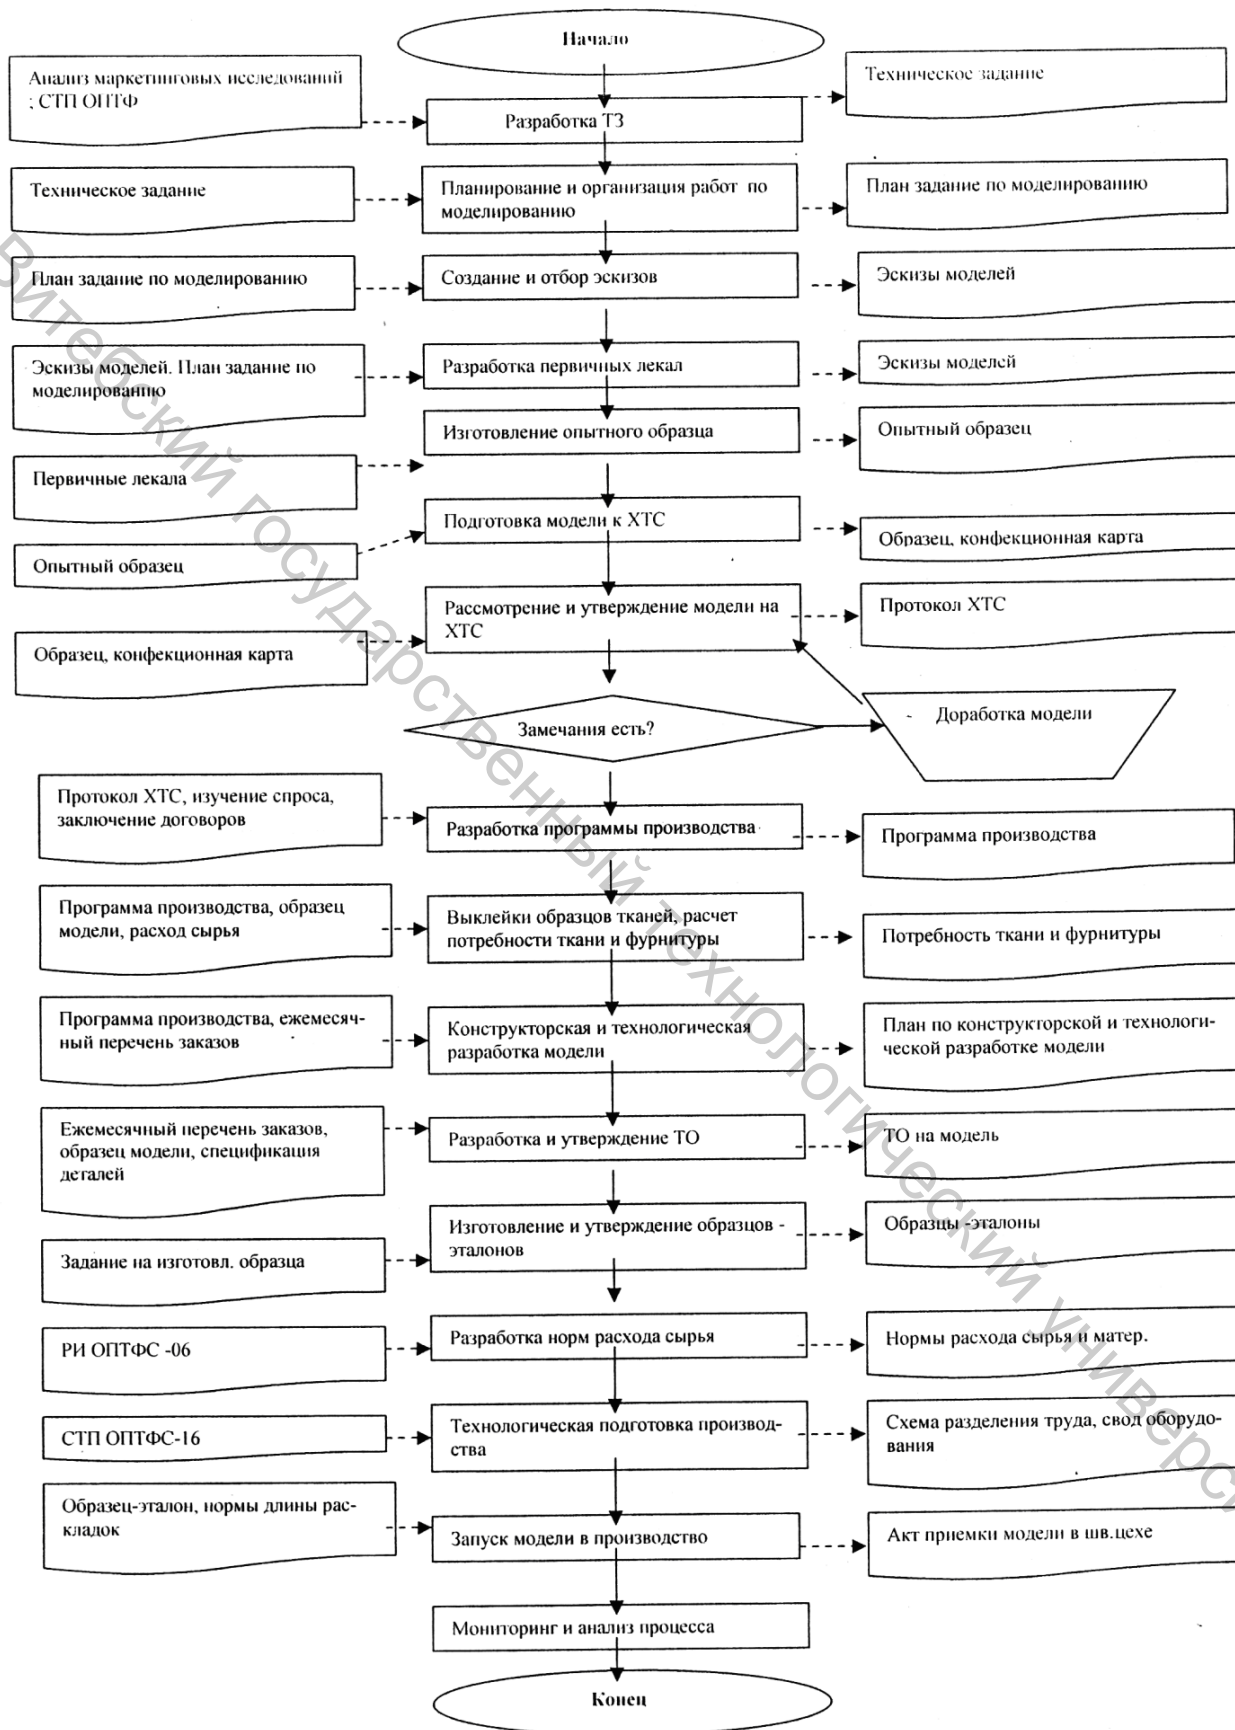 Начало
Анализ маркетинговых исследований
; СТП ОПТФ
Разработка ТЗ
Техническое задание
Техническое задание
Планирование и организация работ по
моделированию
План задание по моделированию
План задание по моделированию
Создание и отбор эскизов
Эскизы моделей
Эскизы моделей. План задание по
моделированию
Разработка первичных лекал
Эскизы моделей
Первичные лекала
Изготовление опытного образца
Опытный образец
Опытный образец
Подготовка модели к ХТС
Образец, конфекционная карта
Образец, конфекционная карта
Рассмотрение и утверждение модели на
ХТС
Протокол ХТС
Замечания есть?
- Доработка модели
Протокол ХТС, изучение спроса,
заключение договоров
Разработка программы производства
Программа производства
Программа производства, образец
модели, расход сырья
Выклейки образцов тканей, расчет
потребности ткани и фурнитуры
Потребность ткани и фурнитуры
Программа производства, ежемесяч-
ный перечень заказов
Конструкторская и технологическая
разработка модели
План по конструкторской и технологи-
ческой разработке модели
Ежемесячный перечень заказов,
образец модели, спецификация
деталей
Разработка и утверждение ТО
ТО на модель
Задание на изготовл. образца
Изготовление и утверждение образцов -
эталонов
Образцы -эталоны
РИ ОПТФС -06
Разработка норм расхода сырья
Нормы расхода сырья и матер.
СТП ОПТФС-16
Технологическая подготовка производ-
ства
Схема разделения труда, свод оборудо-
вания
Образец-эталон, нормы длины рас-
кладок
Запуск модели в производство
Акт приемки модели в шв.цехе
Мониторинг и анализ процесса
Конец
Витебский государственный технологический универси